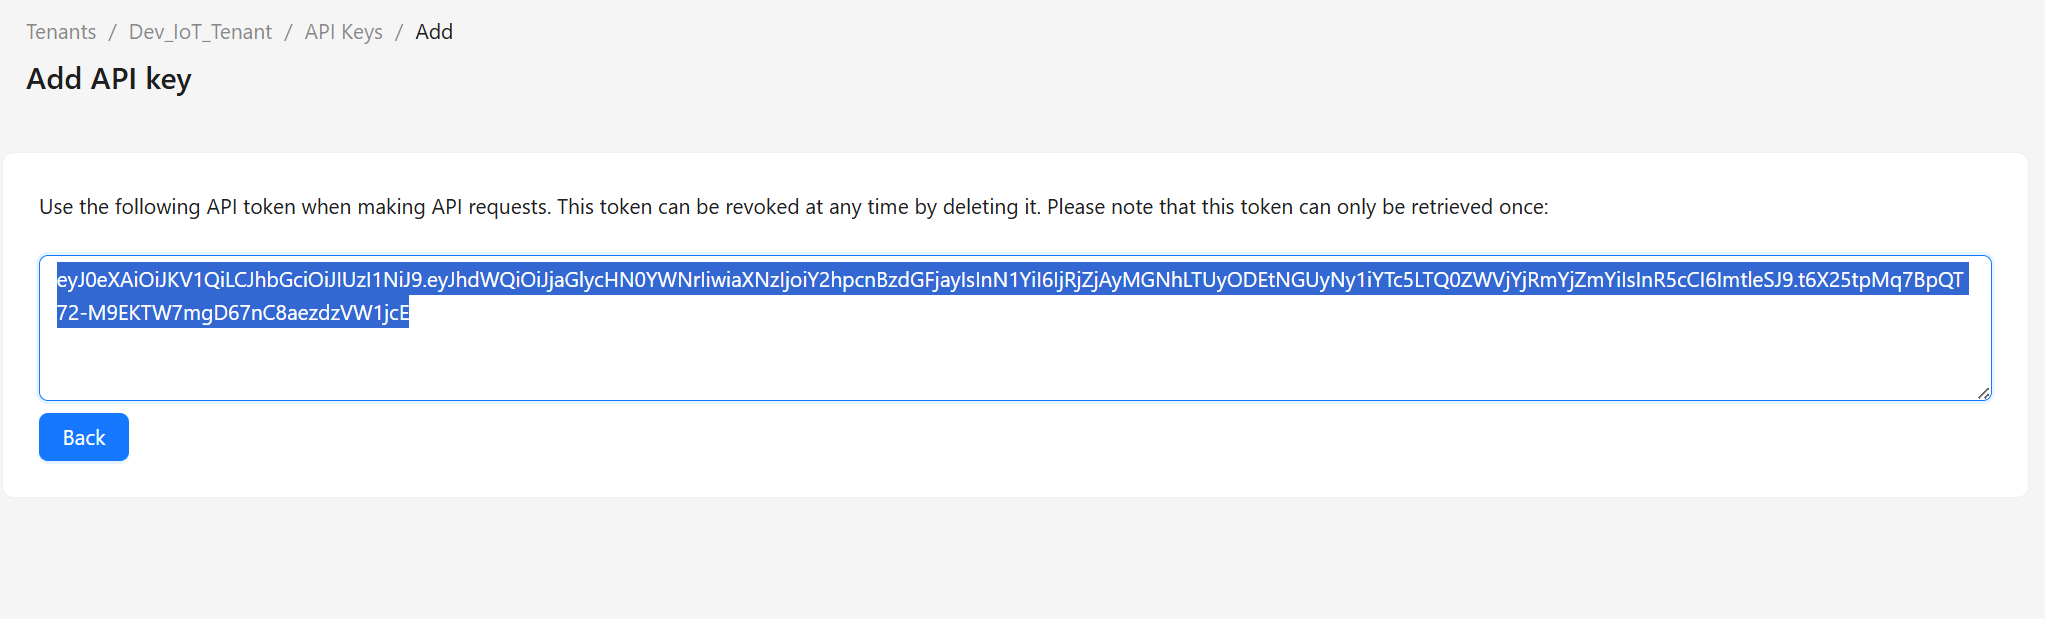 Tenants / Dev_IoT_Tenant / API Keys / Add
Add API key
Use the following API token when making API requests. This token can be revoked at any time by deleting it. Please note that this token can only be retrieved once:
eyJ0eXAiOiJKV1QiLCJhbGciOiJIUzI1NiJ9.eyJhdWQiOiJjaGlycHN0YWNrIiwiaXNzIjoiY2hpcnBzdGFjayIsInN1YiI6IjRjZjAyMGNhLTUyODEtNGUyNy1iYTc5LTQ0ZWVjYjRmYjZmYiIsInR5cCI6ImtleSJ9.t6X25tpMq7BpQT
72-M9EKTW7mgD67nC8aezdzVW1jcE
Back